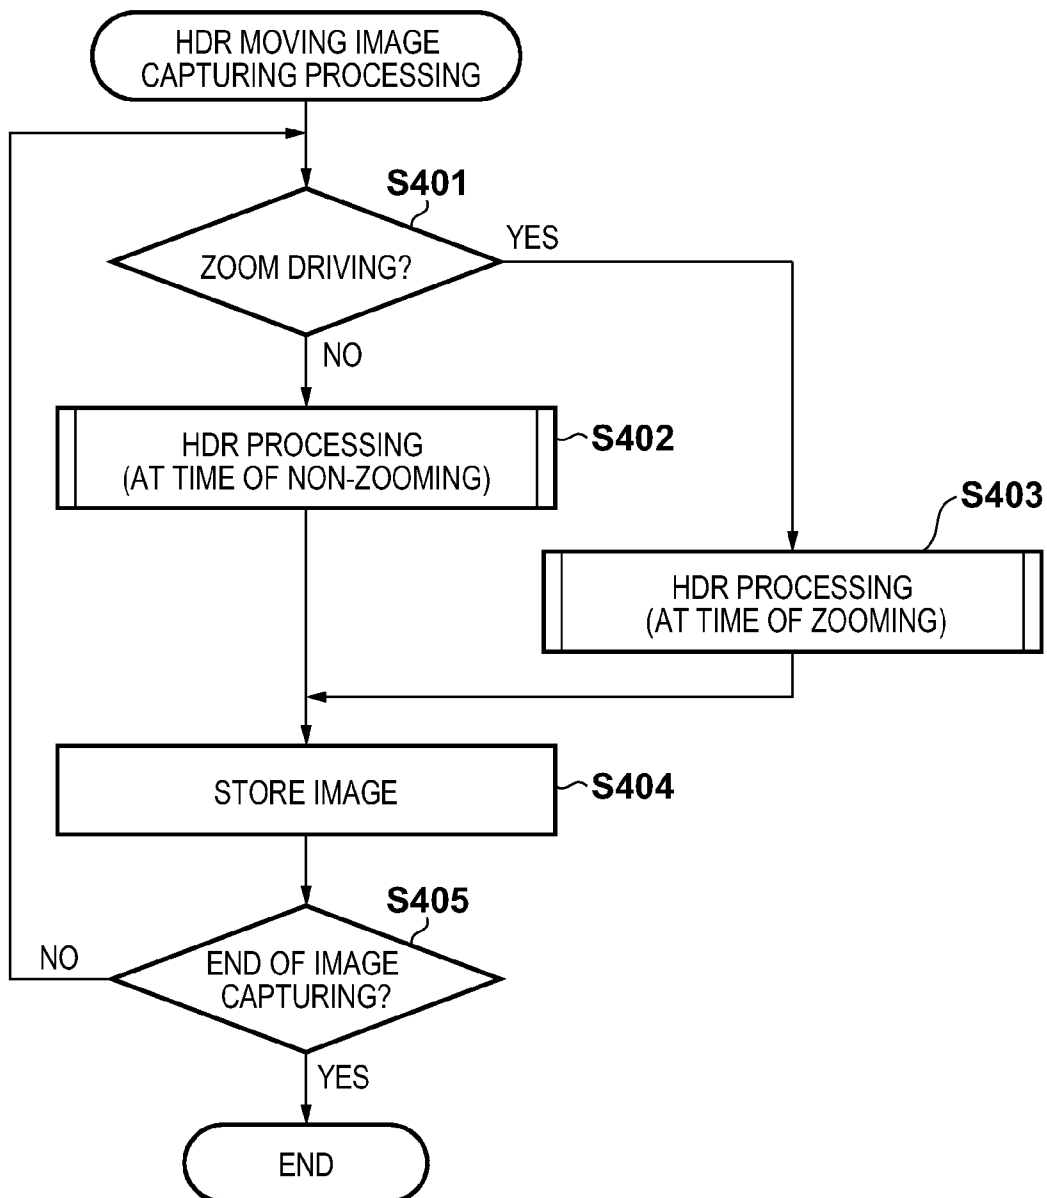 HDR MOVING IMAGE
CAPTURING PROCESSING
S401
YES
ZOOM DRIVING?
NO
HDR PROCESSING
(AT TIME OF NON-ZOOMING)
S402
S403
HDR PROCESSING
(AT TIME OF ZOOMING)
STORE IMAGE
S404
S405
NO
END OF IMAGE
CAPTURING?
YES
END